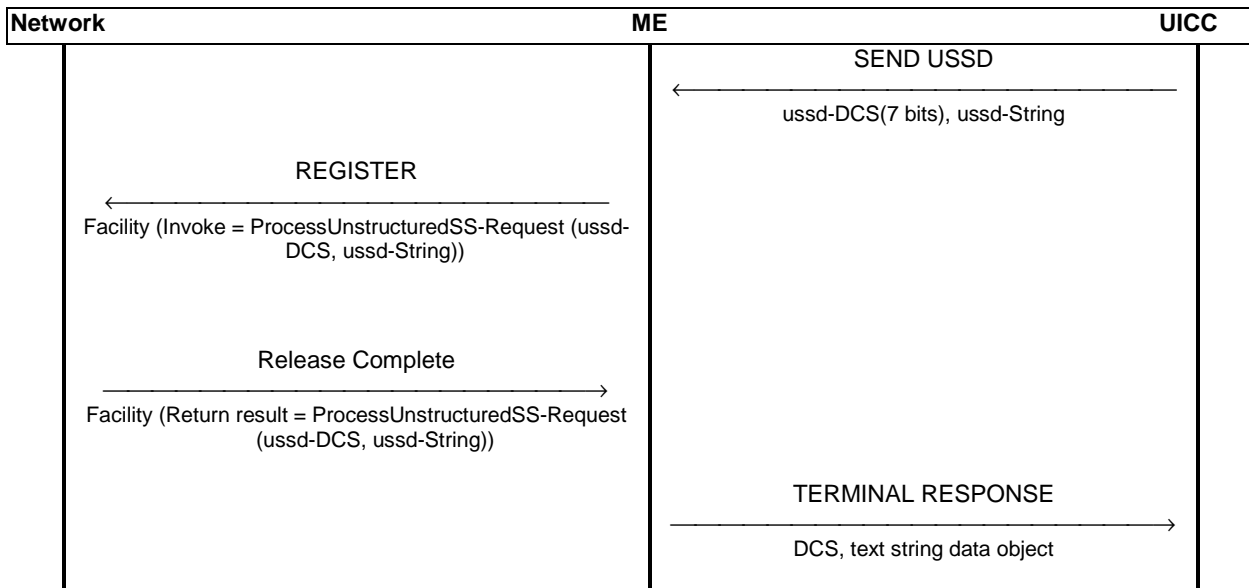 Network ME UICC
SEND USSD
ussd-DCS(7 bits), ussd-String
REGISTER
Facility (Invoke = ProcessUnstructuredSS-Request (ussd-
DCS, ussd-String))
Release Complete
Facility (Return result = ProcessUnstructuredSS-Request
(ussd-DCS, ussd-String))
TERMINAL RESPONSE
DCS, text string data object